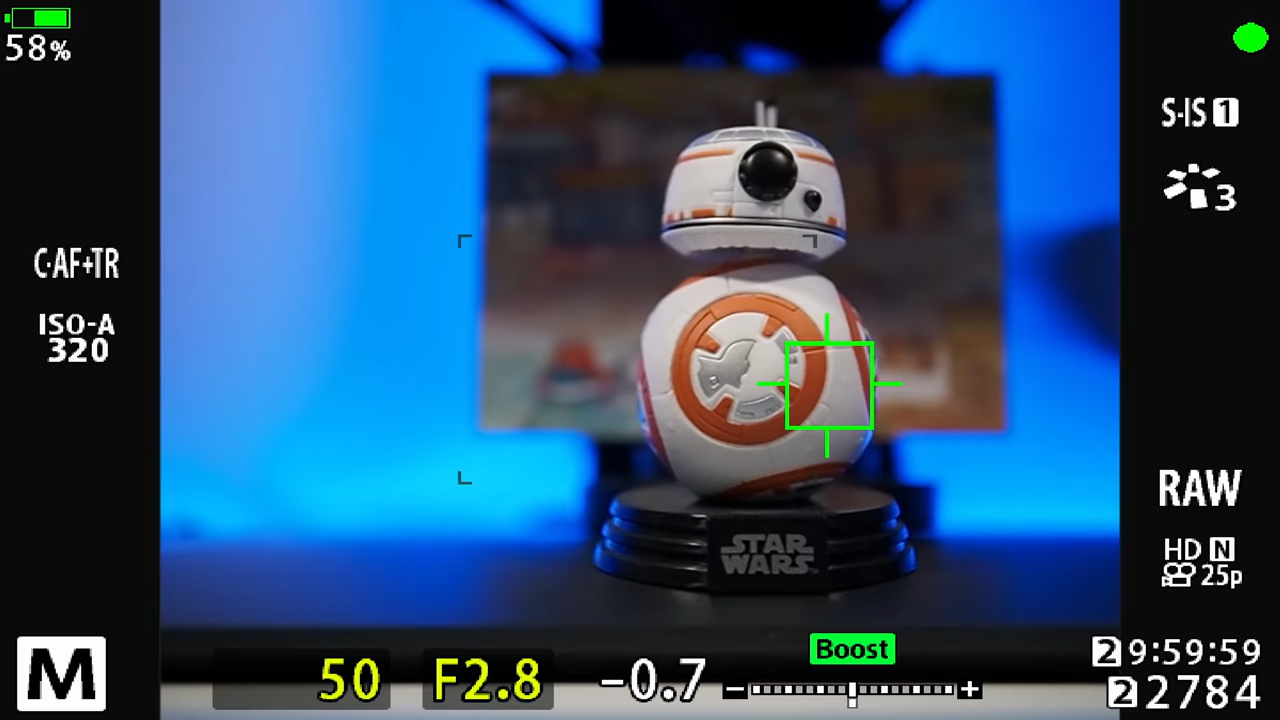 58%
S-IS 1
3
C-AF+TR
ISO-A
320
RAW
HD N
25p
STAR
WARS
Boost
2 9:59:59
M
50
F2.8
-0.7
- +
2 2784